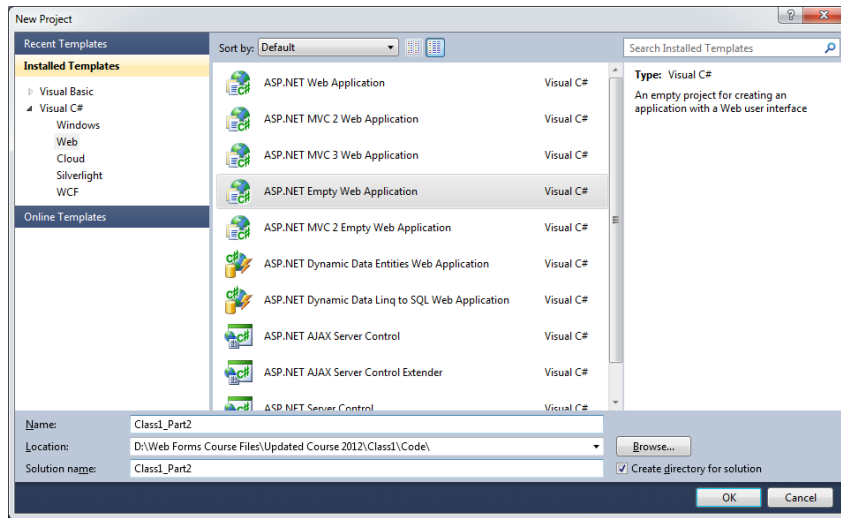 New Project
Recent Templates
Installed Templates
Visual Basic
Visual C#
Windows
Web
Cloud
Silverlight
WCF
Online Templates
Sort by: Default
ASP.NET Web Application Visual C#
ASP.NET MVC 2 Web Application Visual C#
ASP.NET MVC 3 Web Application Visual C#
ASP.NET Empty Web Application Visual C#
ASP.NET MVC 2 Empty Web Application Visual C#
ASP.NET Dynamic Data Entities Web Application Visual C#
ASP.NET Dynamic Data Linq to SQL Web Application Visual C#
ASP.NET AJAX Server Control Visual C#
ASP.NET AJAX Server Control Extender Visual C#
ASP.NET Server Control Visual C#
Search Installed Templates
Type: Visual C#
An empty project for creating an
application with a Web user interface
Name: Class1_Part2
Location: D:\Web Forms Course Files\Updated Course 2012\Class1\Code\ Browse...
Solution name: Class1_Part2 Create directory for solution
OK Cancel